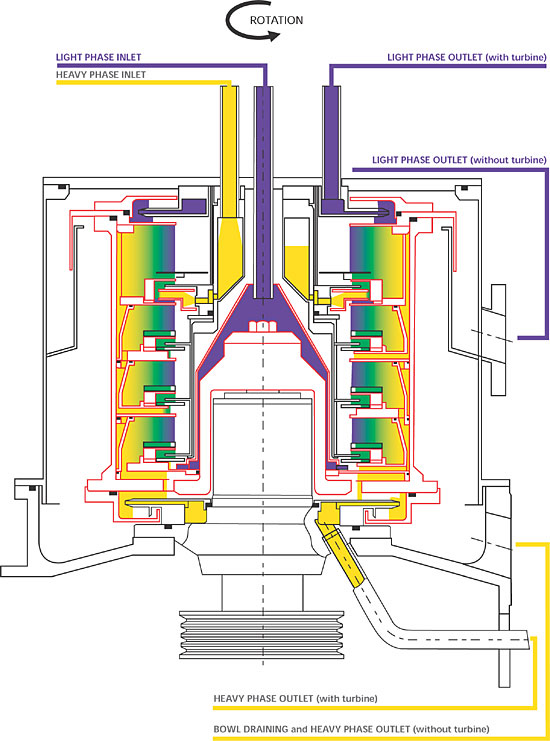 ROTATION
LIGHT PHASE INLET
LIGHT PHASE OUTLET (with turbine)
HEAVY PHASE INLET
LIGHT PHASE OUTLET (without turbine)
HEAVY PHASE OUTLET (with turbine)
BOWL DRAINING and HEAVY PHASE OUTLET (without turbine)